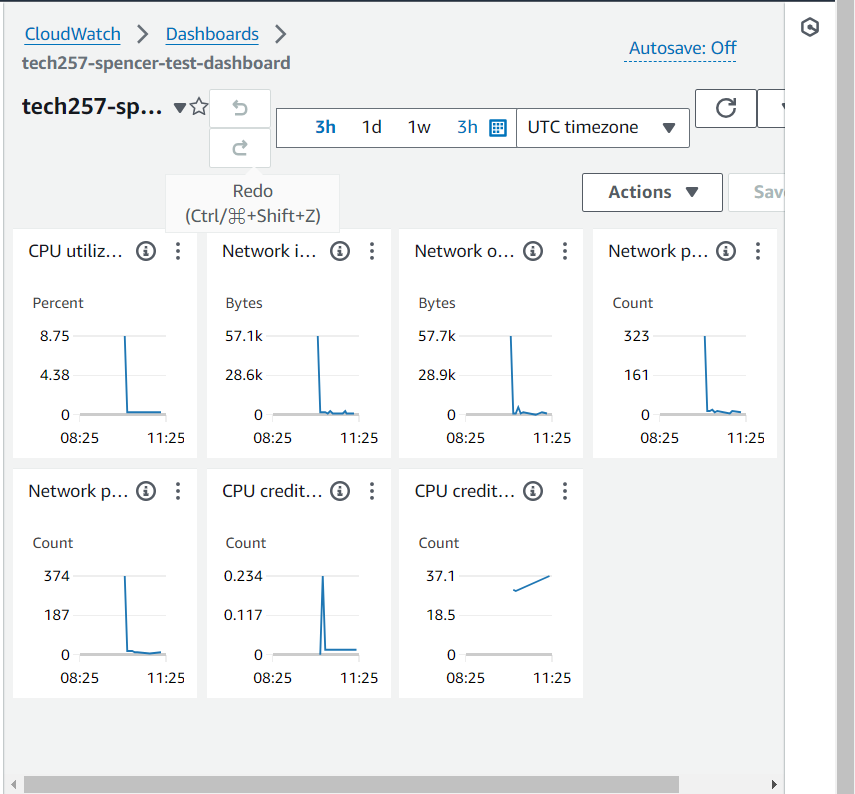 CloudWatch > Dashboards >
tech257-spencer-test-dashboard
Autosave: Off
tech257-sp...
3h 1d 1w 3h UTC timezone
Redo
(Ctrl/⌘+Shift+Z)
Actions
Save
CPU utiliz...
Percent
8.75
4.38
0
08:25 11:25
Network i...
Bytes
57.1k
28.6k
0
08:25 11:25
Network o...
Bytes
57.7k
28.9k
0
08:25 11:25
Network p...
Count
323
161
0
08:25 11:25
Network p...
Count
374
187
0
08:25 11:25
CPU credit...
Count
0.234
0.117
0
08:25 11:25
CPU credit...
Count
37.1
18.5
0
08:25 11:25